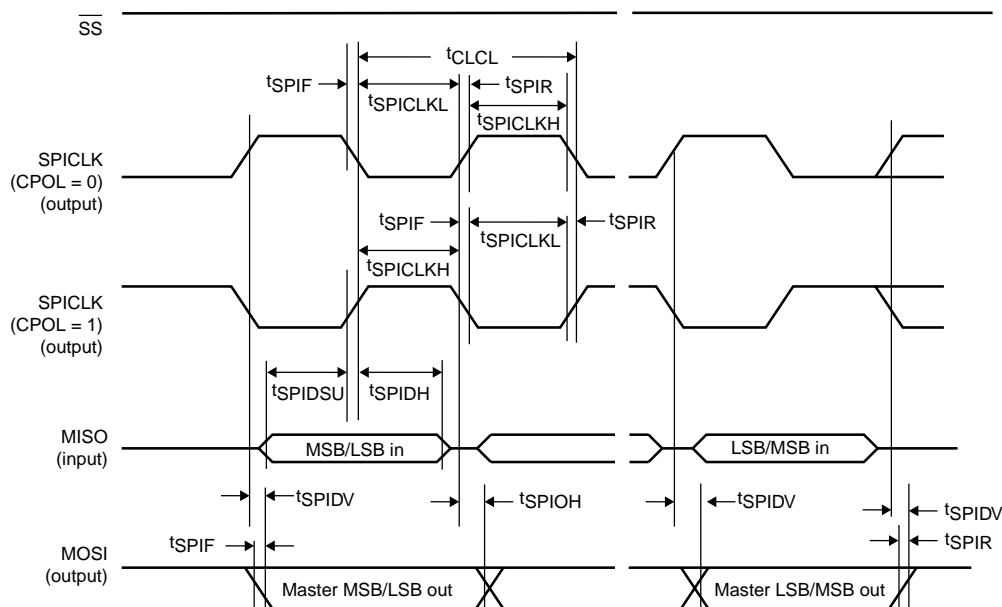 SS
tCLCL
tSPIF
tSPIR
tSPICLKL
tSPICLKH
SPICLK
(CPOL = 0)
(output)
tSPIF
tSPIR
tSPICLKL
tSPICLKH
SPICLK
(CPOL = 1)
(output)
tSPIDSU
tSPIDH
MISO
(input)
MSB/LSB in
LSB/MSB in
tSPIDV
tSPIOH
tSPIDV
tSPIDV
tSPIF
tSPIR
MOSI
(output)
Master MSB/LSB out
Master LSB/MSB out